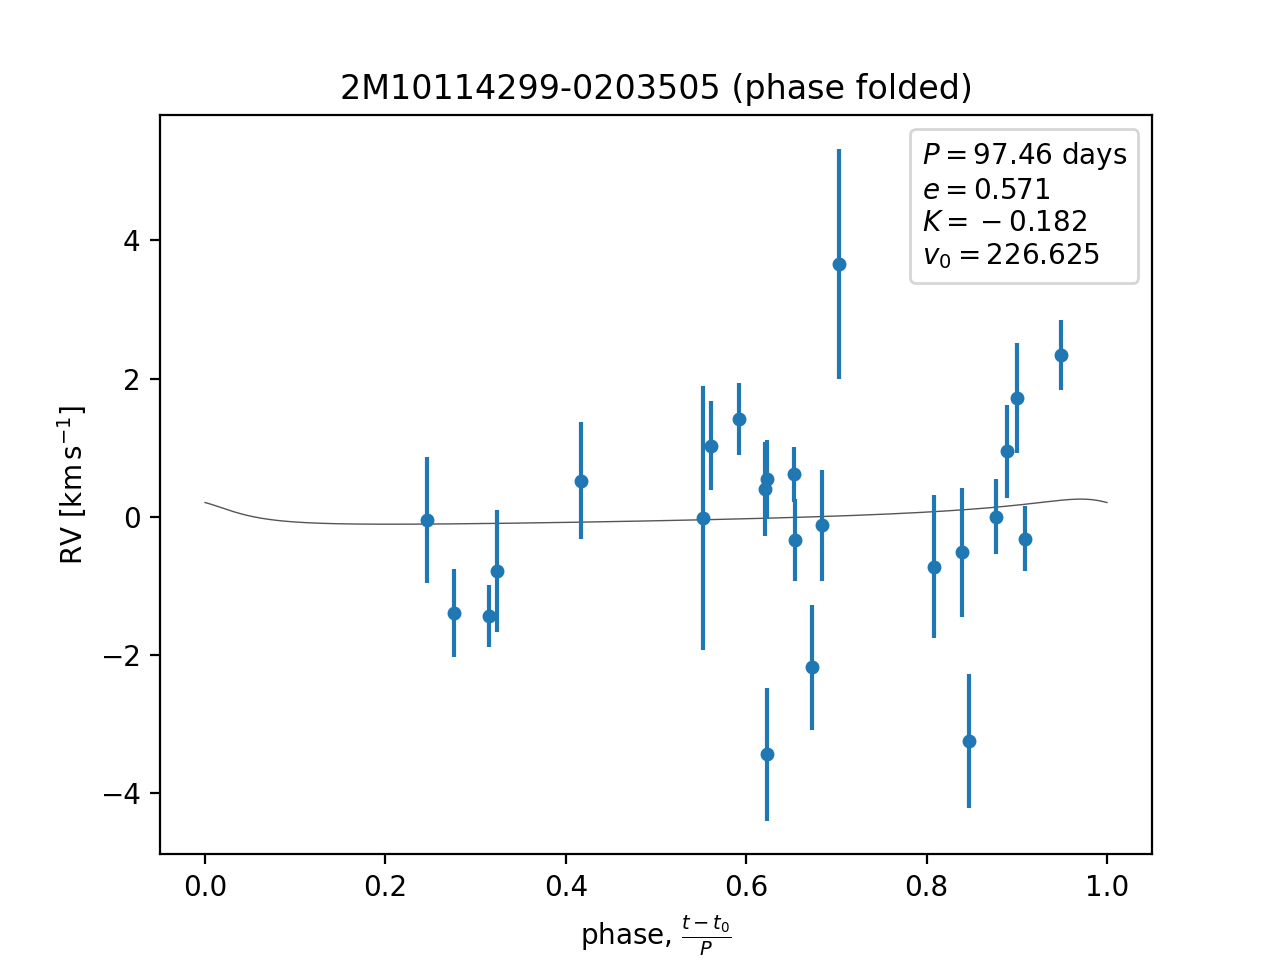 2M10114299-0203505 (phase folded)
P = 97.46 days
e = 0.571
K = −0.182
v₀ = 226.625
RV [km s⁻¹]
4
2
0
−2
−4
0.0 0.2 0.4 0.6 0.8 1.0
phase, (t − t₀)/P